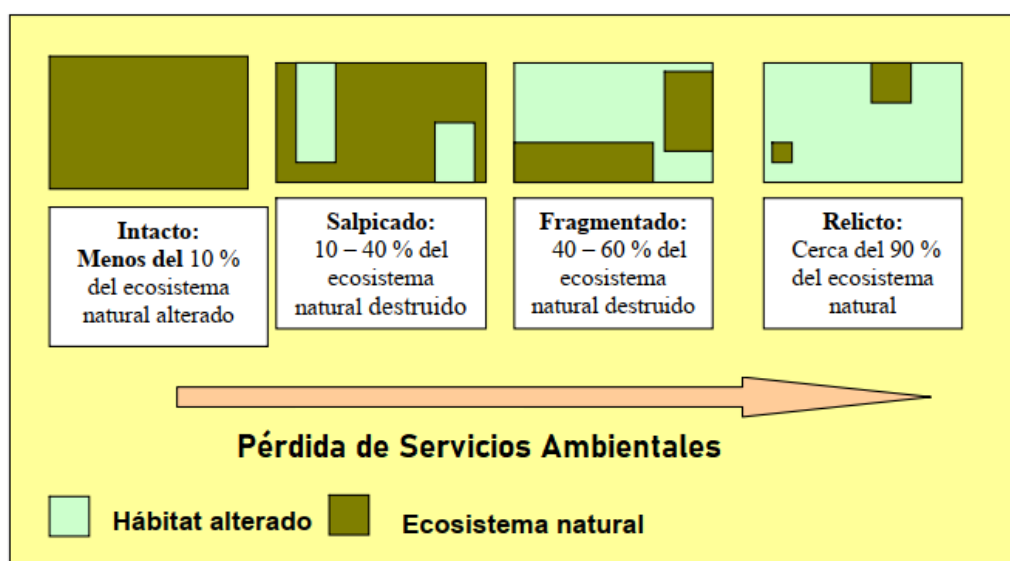 Intacto:
Menos del 10 %
del ecosistema
natural alterado
Salpicado:
10 – 40 % del
ecosistema
natural destruido
Fragmentado:
40 – 60 % del
ecosistema
natural destruido
Relicto:
Cerca del 90 %
del ecosistema
natural
Pérdida de Servicios Ambientales
Hábitat alterado
Ecosistema natural